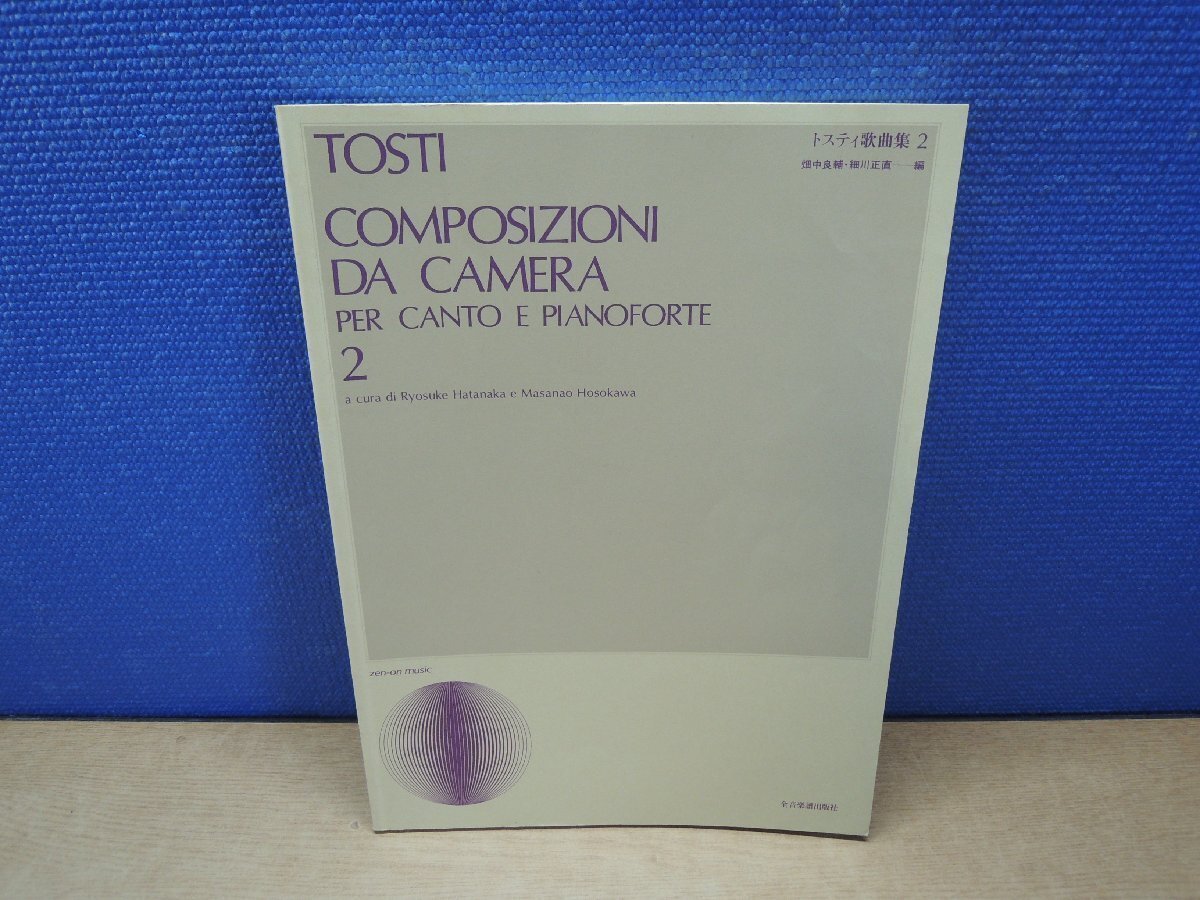 TOSTI
トスティ歌曲集 2
畑中良輔・細川正直——編
COMPOSIZIONI
DA CAMERA
PER CANTO E PIANOFORTE
2
a cura di Ryosuke Hatanaka e Masanao Hosokawa
zen-on music
全音楽譜出版社